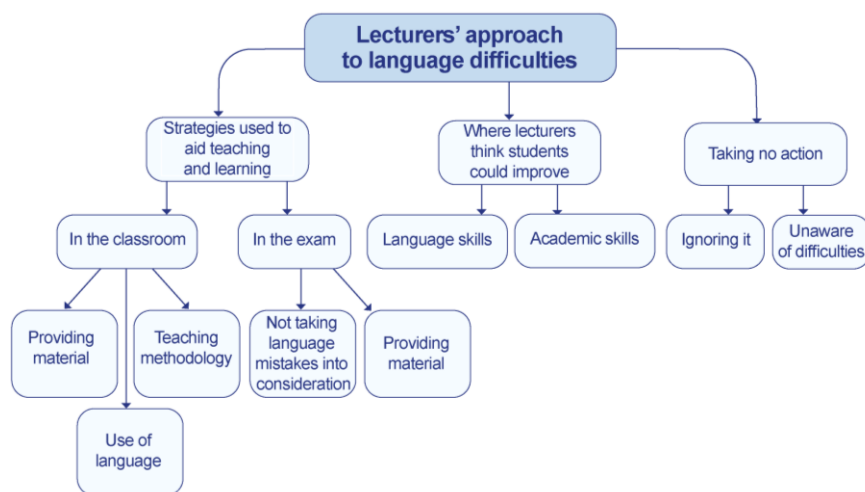 Lecturers’ approach
to language difficulties
Strategies used to
aid teaching
and learning
Where lecturers
think students
could improve
Taking no action
In the classroom
In the exam
Language skills
Academic skills
Ignoring it
Unaware
of difficulties
Providing
material
Teaching
methodology
Not taking
language
mistakes into
consideration
Providing
material
Use of
language